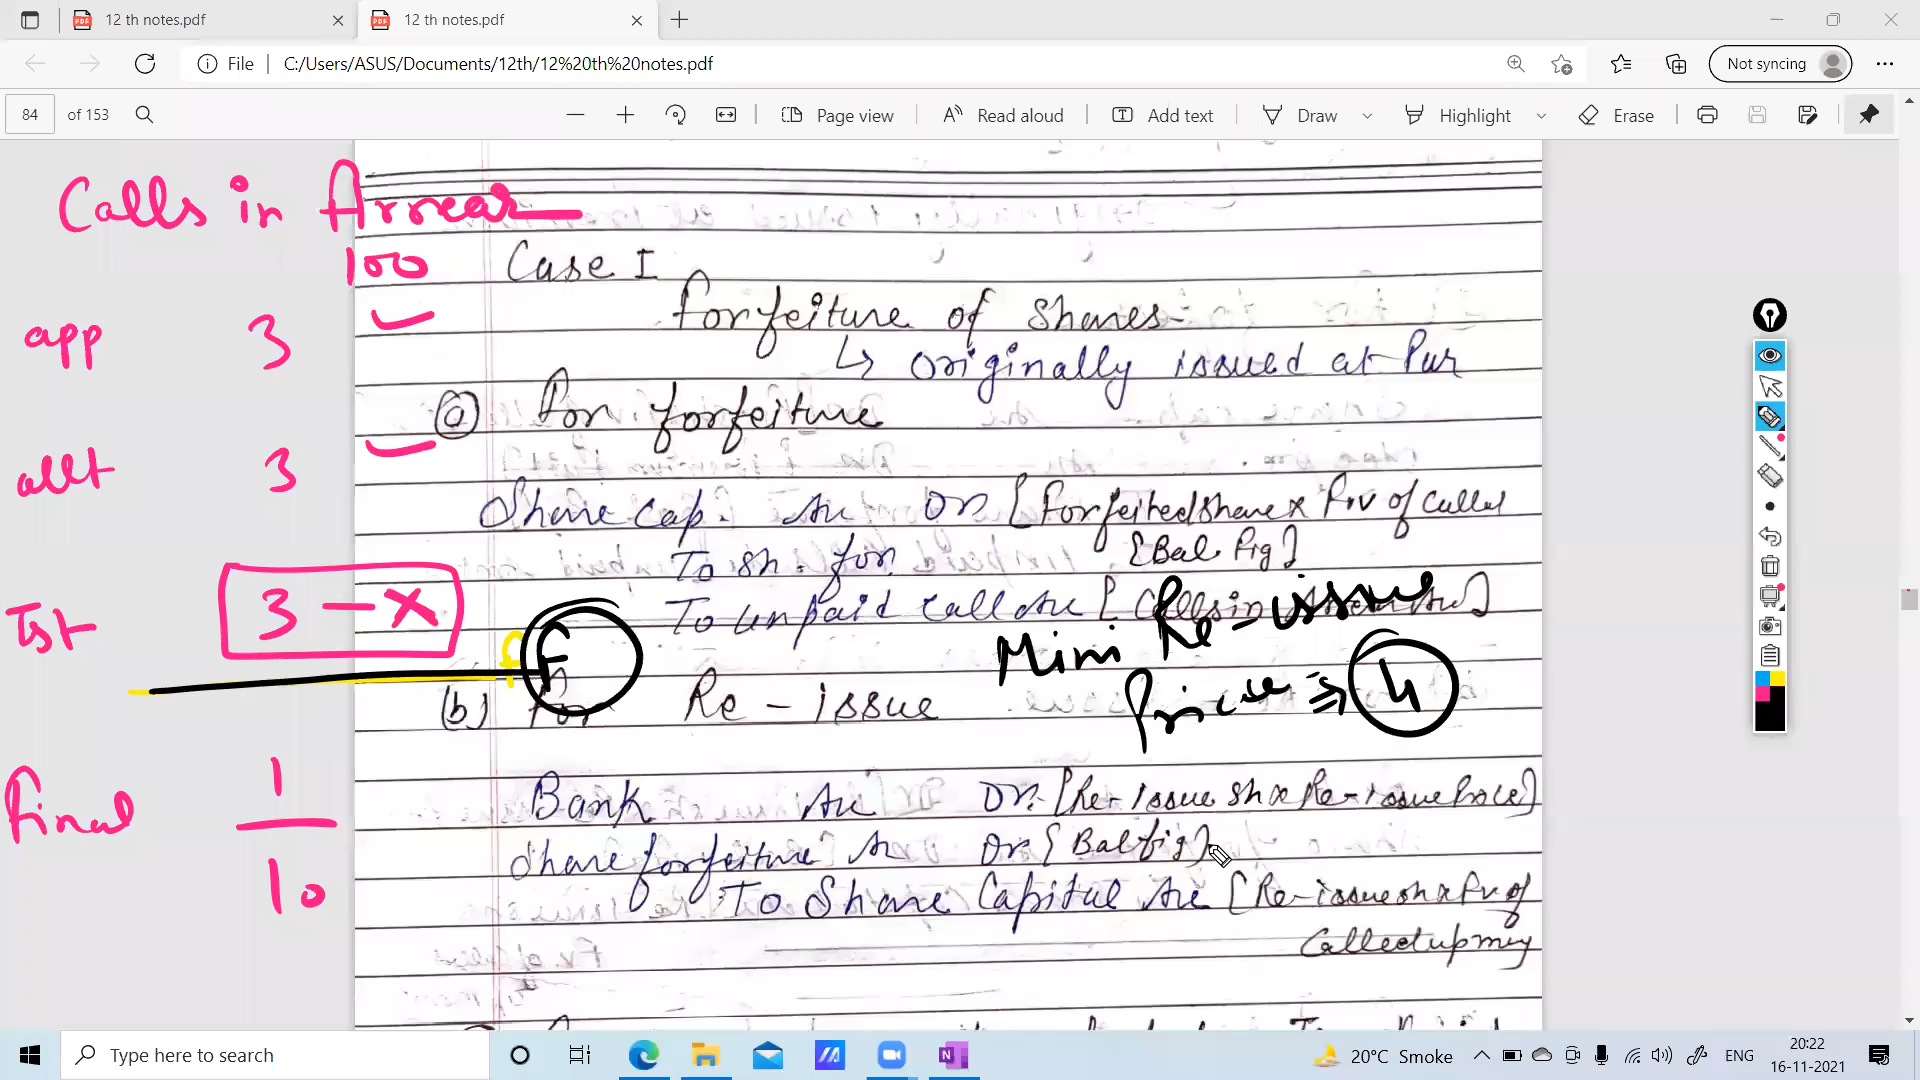 12 th notes.pdf
12 th notes.pdf
File
C:/Users/ASUS/Documents/12th/12%20th%20notes.pdf
Not syncing
84 of 153
Page view
Read aloud
Add text
Draw
Highlight
Erase
Calls in Arrear
100
app 3
allt 3
Ist 3 - x
final 1
10
Case I
Forfeiture of Shares
↳ Originally issued at Par
(a) For forfeiture
Share Cap. A/c Dr [Forfeited share x F.v of called
To sh. for. [Bal. fig]
To unpaid call A/c [Calls in Arrear A/c]
Mini Re-issue
Price ⇒ 4
F
(b) For Re-issue
Bank A/c Dr. [Re-issue sh x Re-issue Price]
Share forfeiture A/c Dr [Bal fig]
To Share Capital A/c [Re-issue sh x F.v of
Called up mny
Type here to search
20°C Smoke
ENG
20:22
16-11-2021